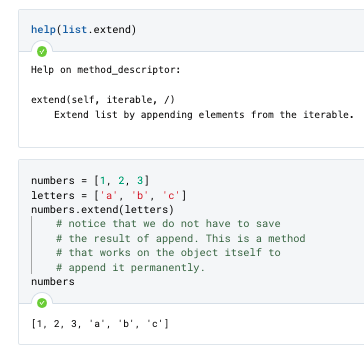 help(list.extend)
Help on method_descriptor:
extend(self, iterable, /)
    Extend list by appending elements from the iterable.
numbers = [1, 2, 3]
letters = ['a', 'b', 'c']
numbers.extend(letters)
    # notice that we do not have to save
    # the result of append. This is a method
    # that works on the object itself to
    # append it permanently.
numbers
[1, 2, 3, 'a', 'b', 'c']